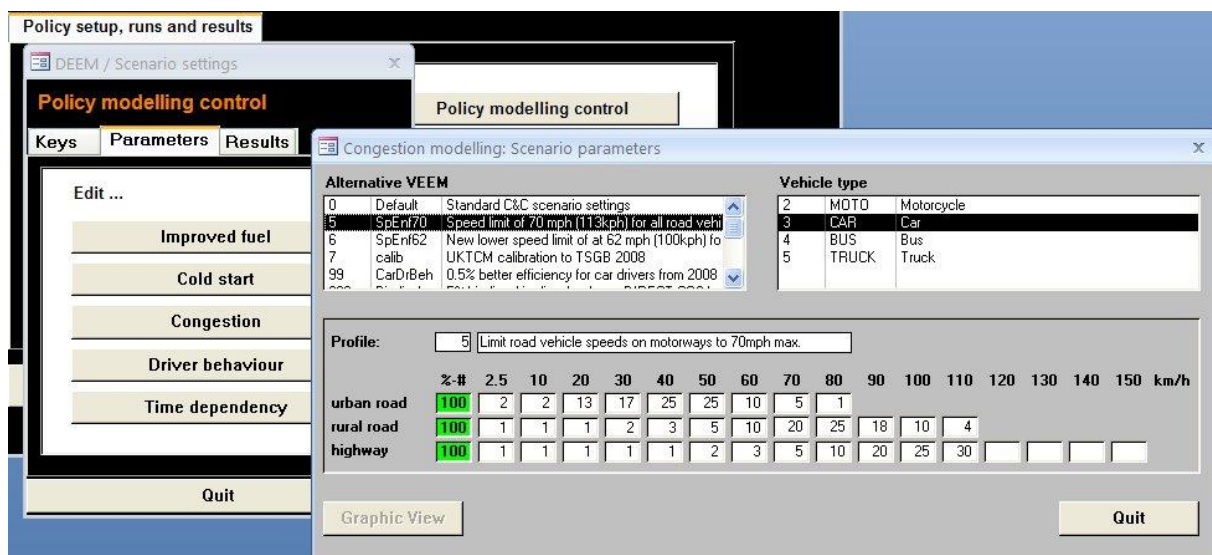 Policy setup, runs and results
DEEM / Scenario settings x
Policy modelling control
Policy modelling control
Keys Parameters Results
Edit ...
Improved fuel
Cold start
Congestion
Driver behaviour
Time dependency
Quit
Congestion modelling: Scenario parameters x
Alternative VEEM
0 Default Standard C&C scenario settings
5 SpEnf70 Speed limit of 70 mph (113kph) for all road vehi
6 SpEnf62 New lower speed limit of at 62 mph (100kph) fo
7 calib UKTCM calibration to TSGB 2008
99 CarDrBeh 0.5% better efficiency for car drivers from 2008
Vehicle type
2 MOTO Motorcycle
3 CAR Car
4 BUS Bus
5 TRUCK Truck
Profile: 5 Limit road vehicle speeds on motorways to 70mph max.
%-# 2.5 10 20 30 40 50 60 70 80 90 100 110 120 130 140 150 km/h
urban road 100 2 2 13 17 25 25 10 5 1
rural road 100 1 1 1 2 3 5 10 20 25 18 10 4
highway 100 1 1 1 1 1 2 3 5 10 20 25 30
Graphic View
Quit